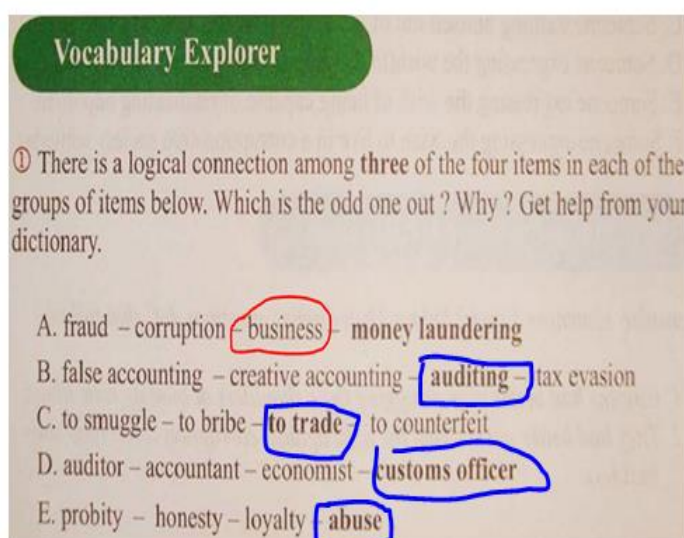 Vocabulary Explorer
① There is a logical connection among three of the four items in each of the
groups of items below. Which is the odd one out ? Why ? Get help from your
dictionary.
A. fraud – corruption – business – money laundering
B. false accounting – creative accounting – auditing – tax evasion
C. to smuggle – to bribe – to trade – to counterfeit
D. auditor – accountant – economist – customs officer
E. probity – honesty – loyalty – abuse